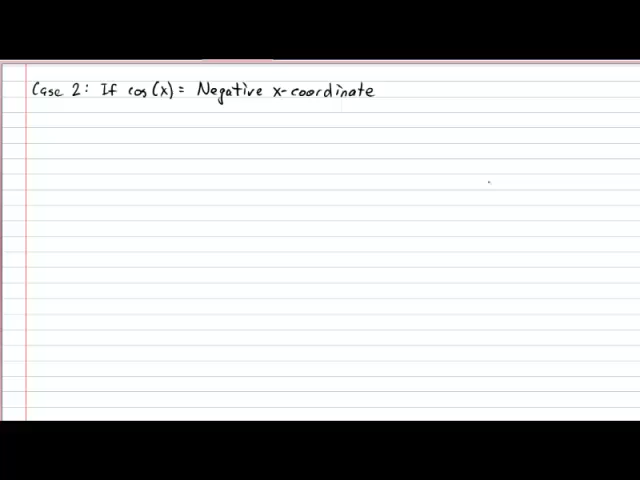 Case 2: If cos(x) = Negative x-coordinate